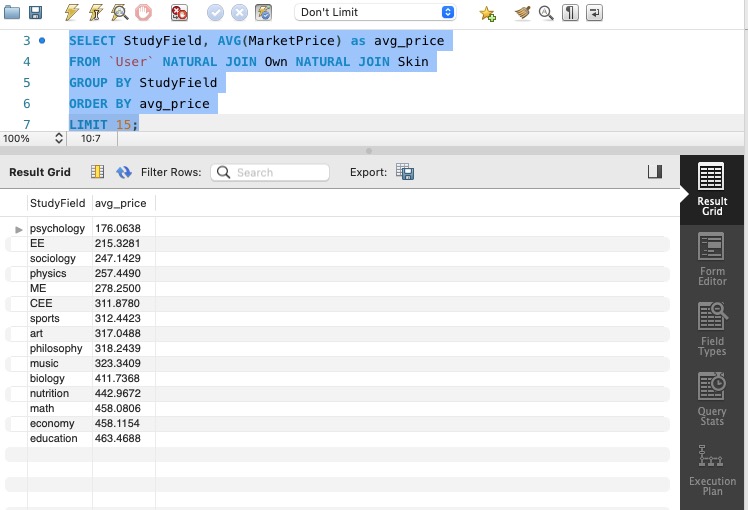 Don't Limit
3 SELECT StudyField, AVG(MarketPrice) as avg_price
4 FROM `User` NATURAL JOIN Own NATURAL JOIN Skin
5 GROUP BY StudyField
6 ORDER BY avg_price
7 LIMIT 15;
100% 10:7
Result Grid Filter Rows: Search Export:
StudyField avg_price
psychology 176.0638
EE 215.3281
sociology 247.1429
physics 257.4490
ME 278.2500
CEE 311.8780
sports 312.4423
art 317.0488
philosophy 318.2439
music 323.3409
biology 411.7368
nutrition 442.9672
math 458.0806
economy 458.1154
education 463.4688
Result
Grid
Form
Editor
Field
Types
Query
Stats
Execution
Plan